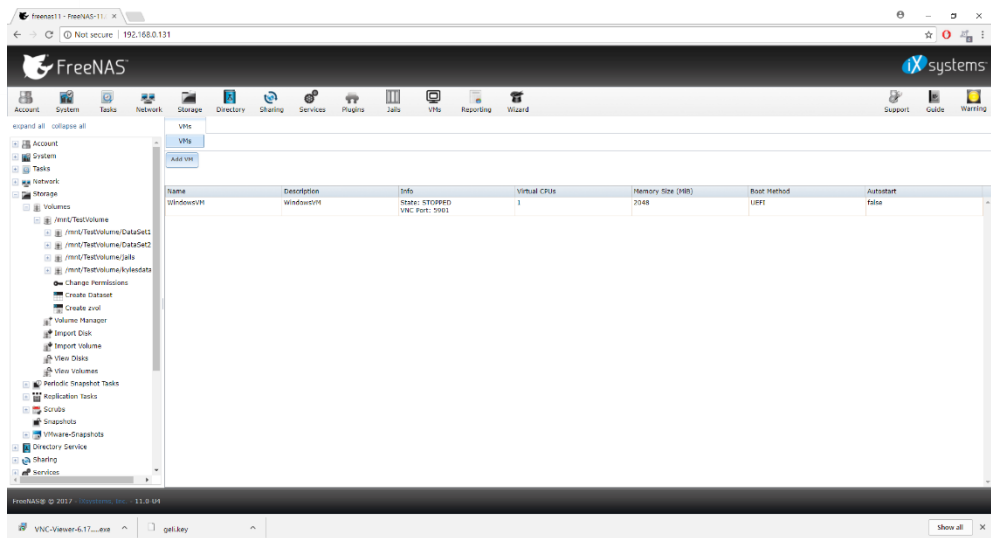 freenas11 - FreeNAS-11.
Not secure | 192.168.0.131
FreeNAS
iX systems
Account System Tasks Network Storage Directory Sharing Services Plugins Jails VMs Reporting Wizard Support Guide Warning
expand all collapse all
VMs
VMs
Add VM
Account
System
Tasks
Network
Storage
Volumes
/mnt/TestVolume
/mnt/TestVolume/DataSet1
/mnt/TestVolume/DataSet2
/mnt/TestVolume/jails
/mnt/TestVolume/kylesdata
Change Permissions
Create Dataset
Create zvol
Volume Manager
Import Disk
Import Volume
View Disks
View Volumes
Periodic Snapshot Tasks
Replication Tasks
Scrubs
Snapshots
VMware-Snapshots
Directory Service
Sharing
Services
Name Description Info Virtual CPUs Memory Size (MiB) Boot Method Autostart
WindowsVM WindowsVM State: STOPPED 1 2048 UEFI false
VNC Port: 5901
FreeNAS® © 2017 - iXsystems, Inc. - 11.0-U4
VNC-Viewer-6.17....exe geli.key Show all